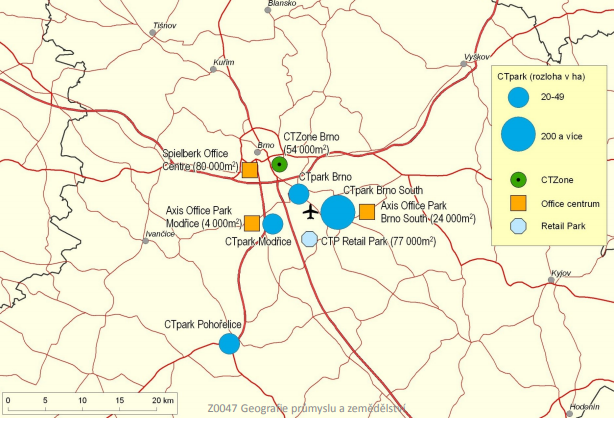 Blansko
Tišnov
Kuřim
Vyškov
CTpark (rozloha v ha)
20-49
200 a více
CTZone
Office centrum
Retail Park
CTZone Brno
(54 000m²)
Brno
Spielberk Office
Centre (80 000m²)
CTpark Brno
CTpark Brno South
Axis Office Park
Brno South (24 000m²)
Axis Office Park
Modřice (4 000m²)
Ivančice
CTpark Modřice
CTP Retail Park (77 000m²)
Kyjov
CTpark Pohořelice
0 5 10 15 20 km
Z0047 Geografie průmyslu a zemědělství
Hodonín